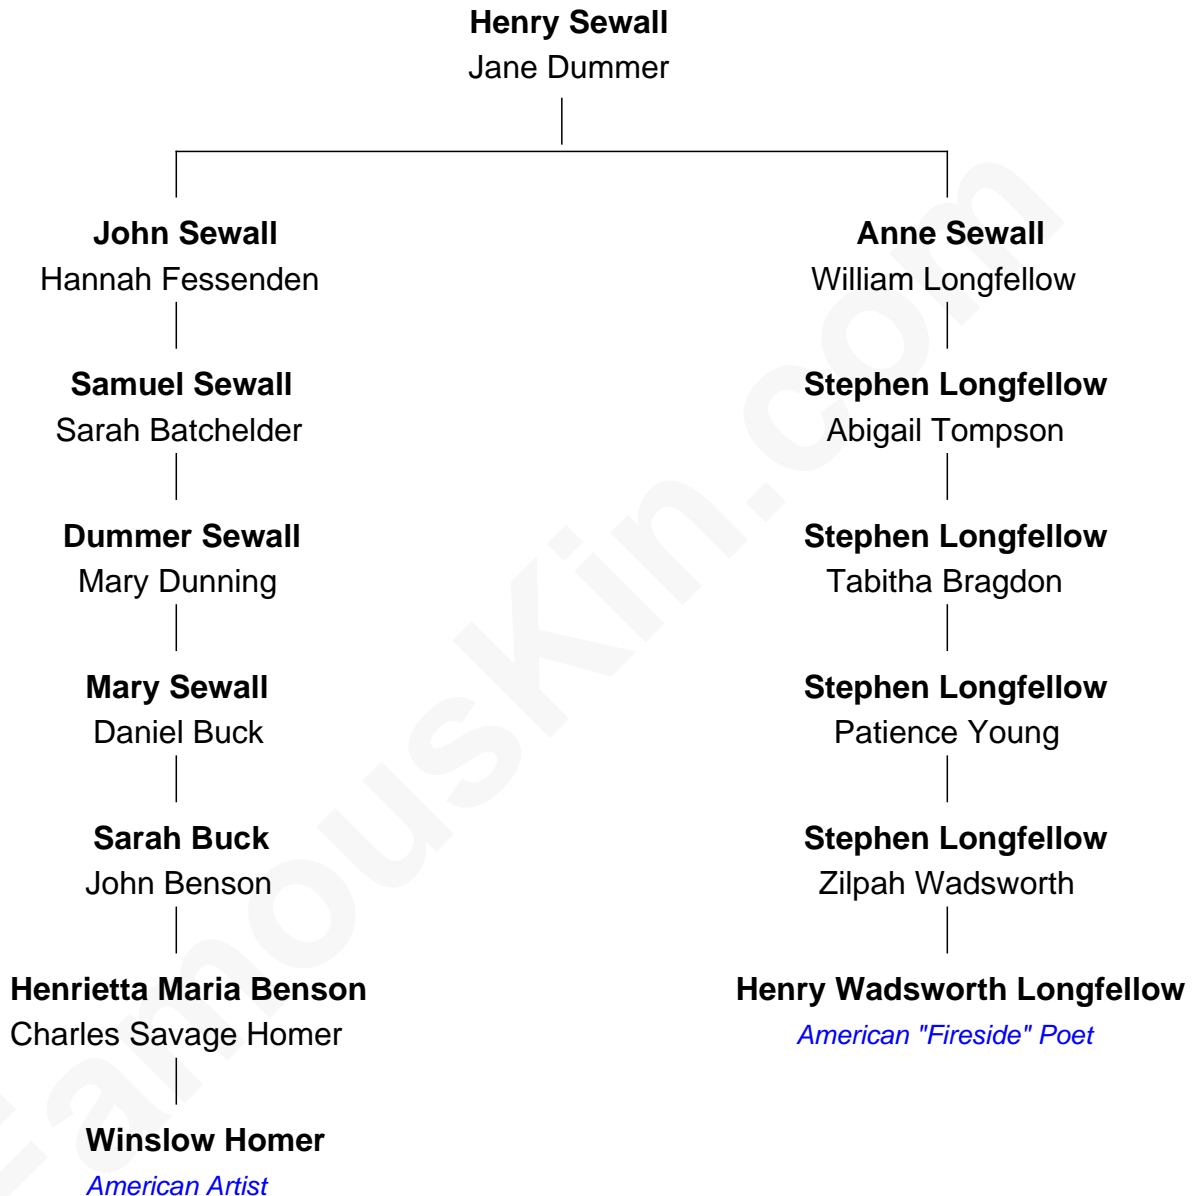 Henry Sewall
Jane Dummer
John Sewall
Hannah Fessenden
Anne Sewall
William Longfellow
Samuel Sewall
Sarah Batchelder
Stephen Longfellow
Abigail Tompson
Dummer Sewall
Mary Dunning
Stephen Longfellow
Tabitha Bragdon
Mary Sewall
Daniel Buck
Stephen Longfellow
Patience Young
Sarah Buck
John Benson
Stephen Longfellow
Zilpah Wadsworth
Henrietta Maria Benson
Charles Savage Homer
Henry Wadsworth Longfellow
American "Fireside" Poet
Winslow Homer
American Artist
FamousKin.com